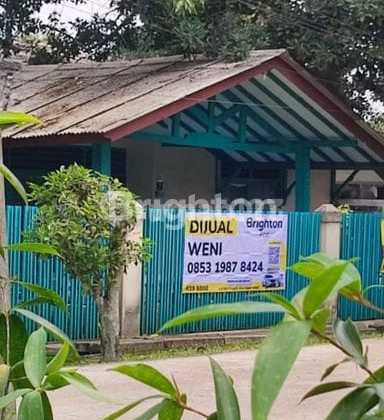 Brighton
DIJUAL
Brighton
WENI
0853 1987 8424